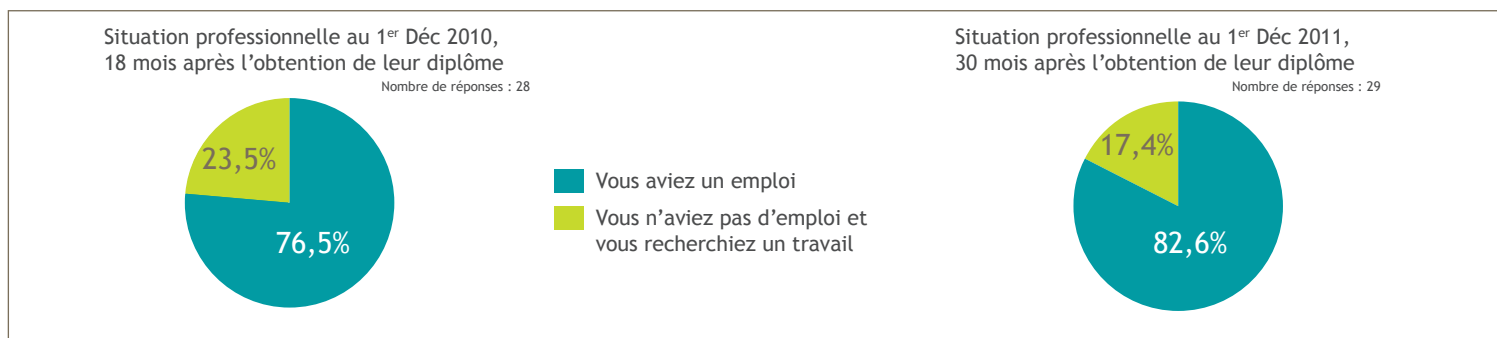 Situation professionnelle au 1er Déc 2010,
18 mois après l’obtention de leur diplôme
Nombre de réponses : 28
23,5%
76,5%
Vous aviez un emploi
Vous n’aviez pas d’emploi et
vous recherchiez un travail
Situation professionnelle au 1er Déc 2011,
30 mois après l’obtention de leur diplôme
Nombre de réponses : 29
17,4%
82,6%